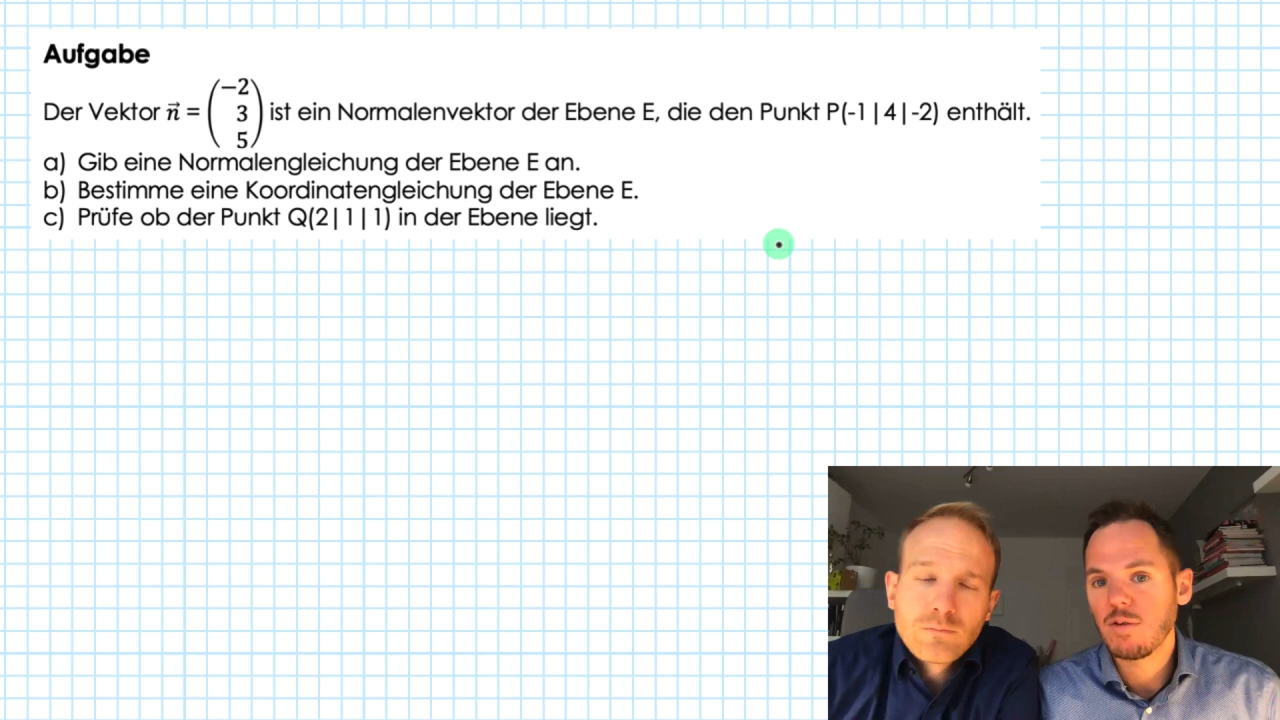 Aufgabe
Der Vektor n⃗ = (−2 3 5) ist ein Normalenvektor der Ebene E, die den Punkt P(-1|4|-2) enthält.
a) Gib eine Normalengleichung der Ebene E an.
b) Bestimme eine Koordinatengleichung der Ebene E.
c) Prüfe ob der Punkt Q(2|1|1) in der Ebene liegt.